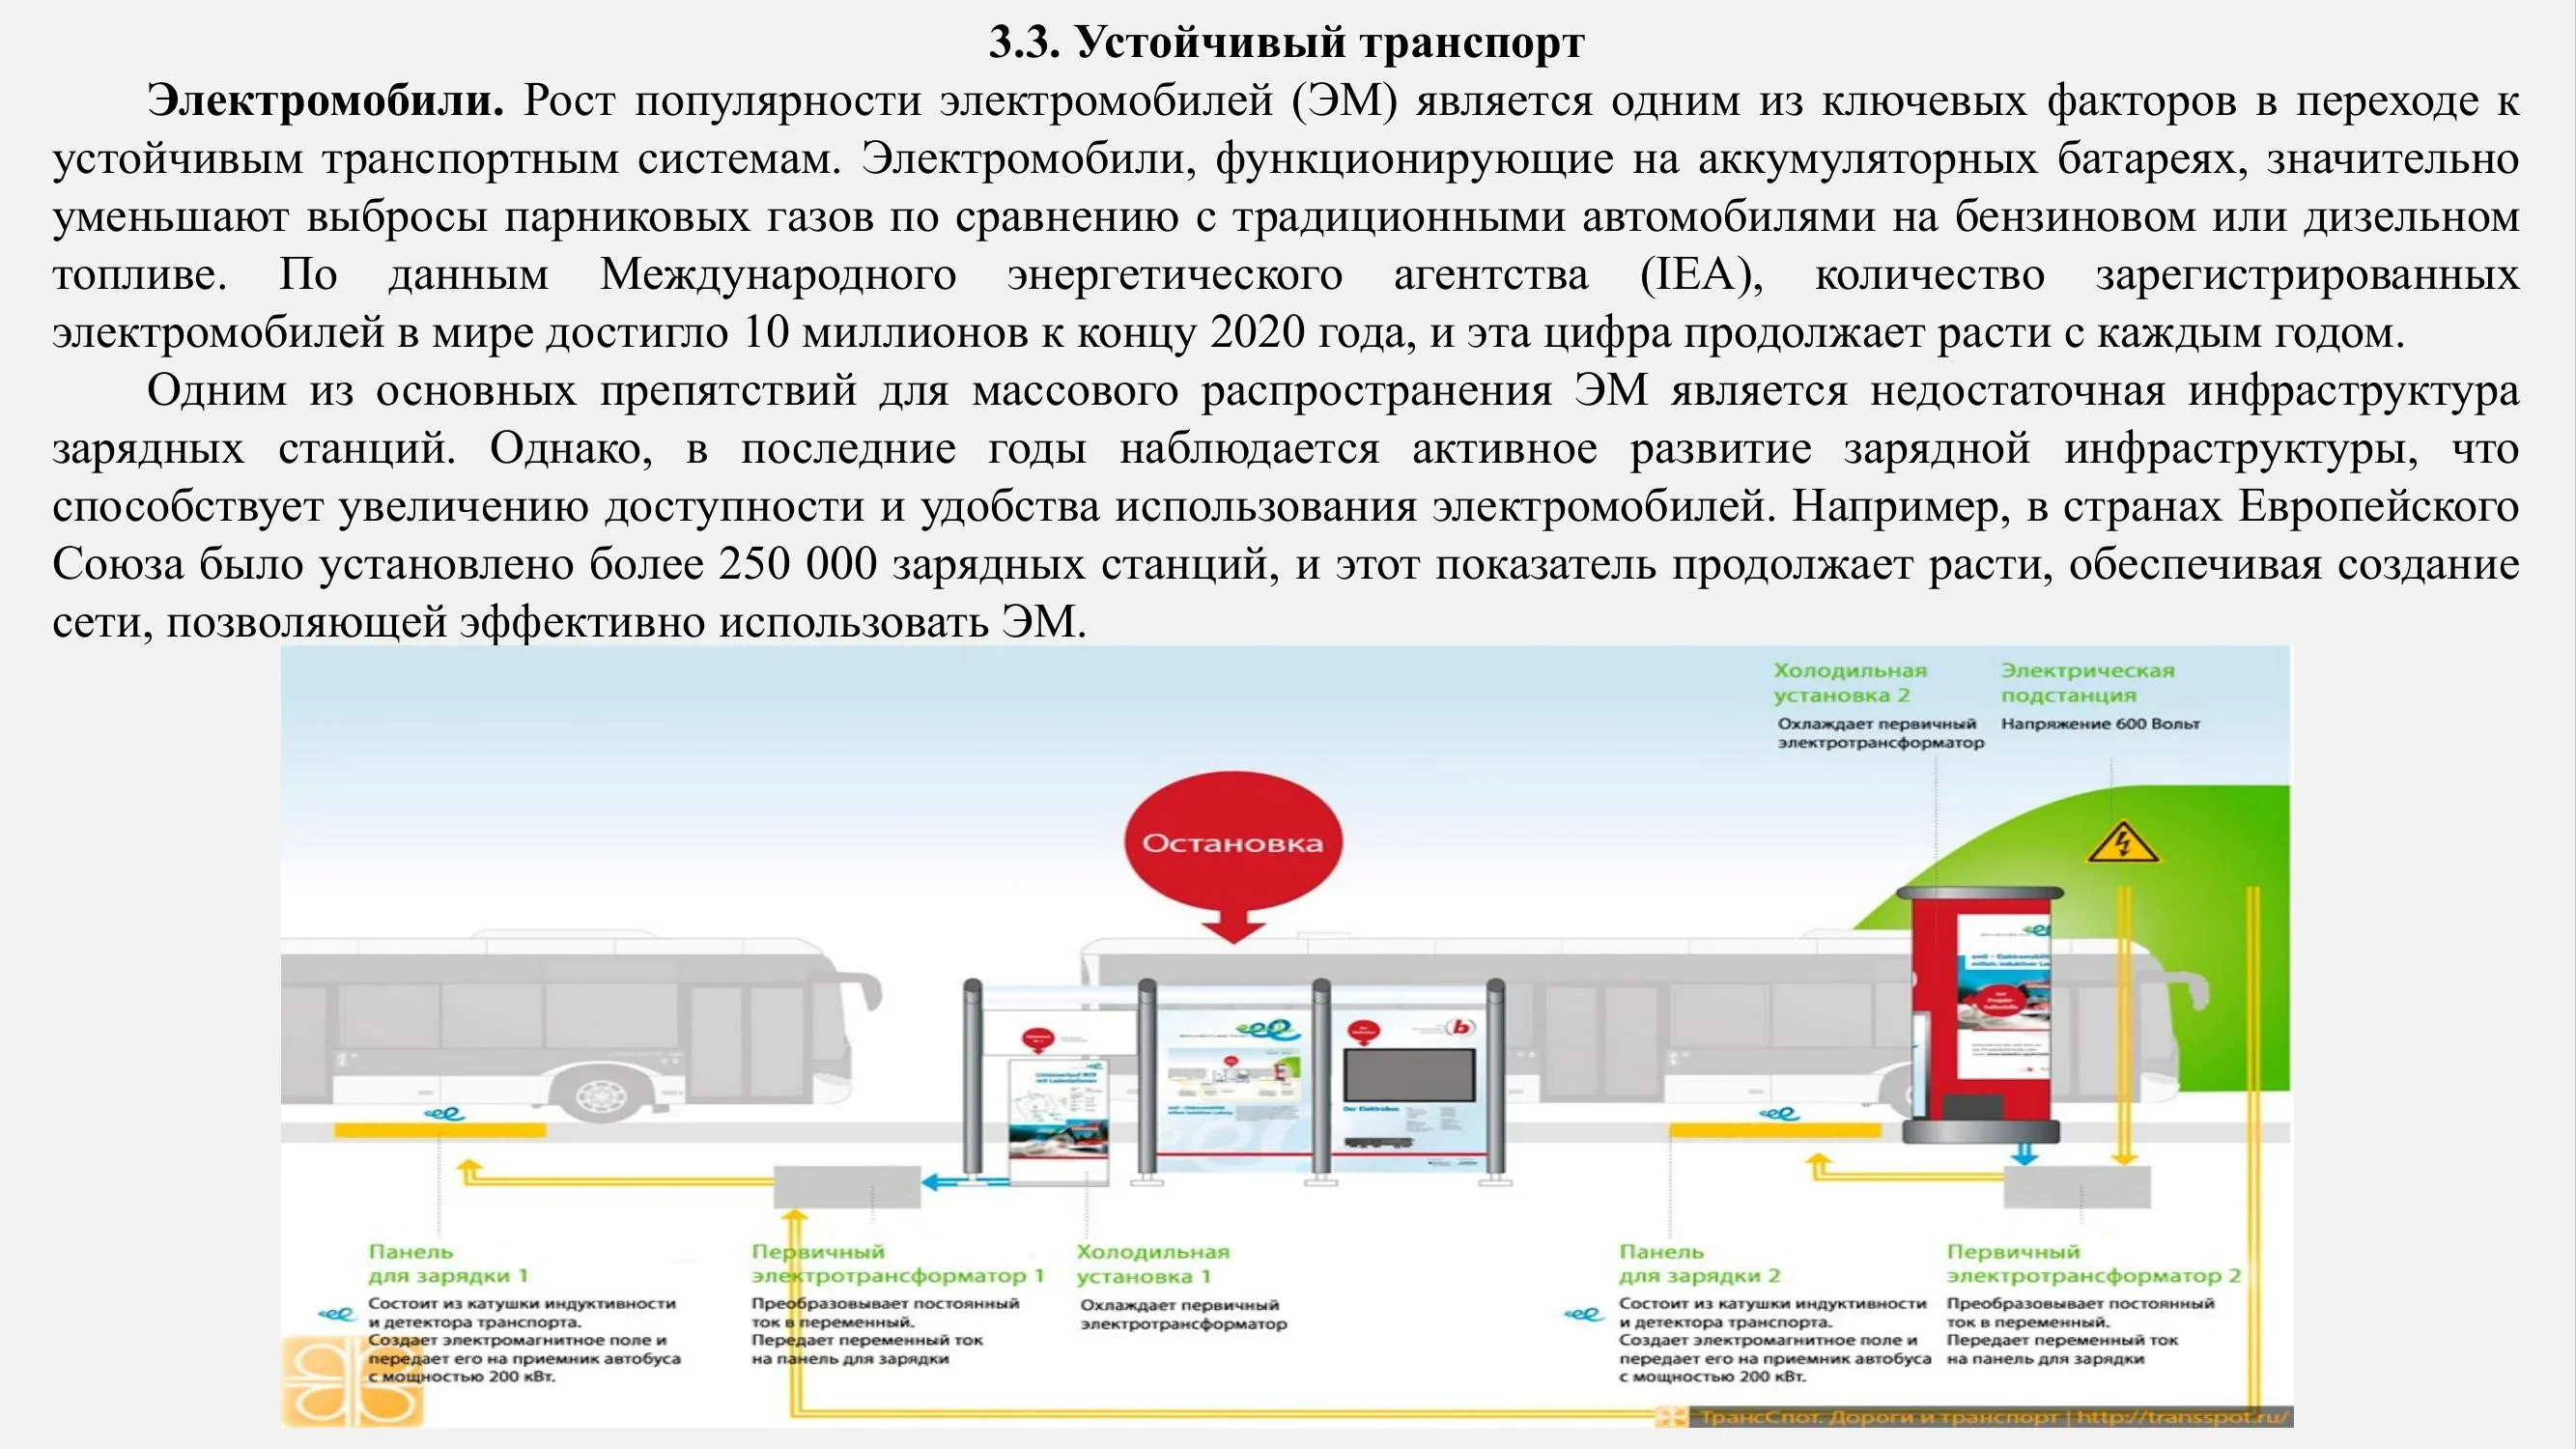 3.3. Устойчивый транспорт
Электромобили. Рост популярности электромобилей (ЭМ) является одним из ключевых факторов в переходе к
устойчивым транспортным системам. Электромобили, функционирующие на аккумуляторных батареях, значительно
уменьшают выбросы парниковых газов по сравнению с традиционными автомобилями на бензиновом или дизельном
топливе. По данным Международного энергетического агентства (IEA), количество зарегистрированных
электромобилей в мире достигло 10 миллионов к концу 2020 года, и эта цифра продолжает расти с каждым годом.
Одним из основных препятствий для массового распространения ЭМ является недостаточная инфраструктура
зарядных станций. Однако, в последние годы наблюдается активное развитие зарядной инфраструктуры, что
способствует увеличению доступности и удобства использования электромобилей. Например, в странах Европейского
Союза было установлено более 250 000 зарядных станций, и этот показатель продолжает расти, обеспечивая создание
сети, позволяющей эффективно использовать ЭМ.
Холодильная
установка 2
Охлаждает первичный
электротрансформатор
Электрическая
подстанция
Напряжение 600 Вольт
Остановка
b
Der Elektrobus
Панель
для зарядки 1
Состоит из катушки индуктивности
и детектора транспорта.
Создает электромагнитное поле и
передает его на приемник автобуса
с мощностью 200 кВт.
Первичный
электротрансформатор 1
Преобразовывает постоянный
ток в переменный.
Передает переменный ток
на панель для зарядки
Холодильная
установка 1
Охлаждает первичный
электротрансформатор
Панель
для зарядки 2
Состоит из катушки индуктивности
и детектора транспорта.
Создает электромагнитное поле и
передает его на приемник автобуса
с мощностью 200 кВт.
Первичный
электротрансформатор 2
Преобразовывает постоянный
ток в переменный.
Передает переменный ток
на панель для зарядки
ТрансСпот. Дороги и транспорт | http://transspot.ru/